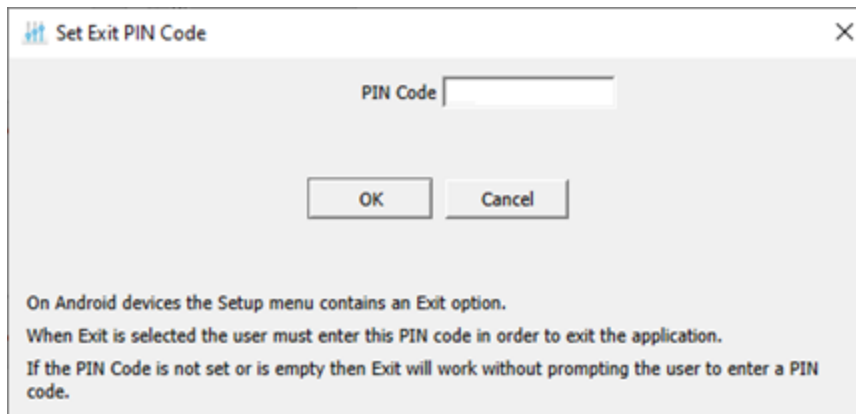 Set Exit PIN Code
PIN Code
OK Cancel
On Android devices the Setup menu contains an Exit option.
When Exit is selected the user must enter this PIN code in order to exit the application.
If the PIN Code is not set or is empty then Exit will work without prompting the user to enter a PIN
code.